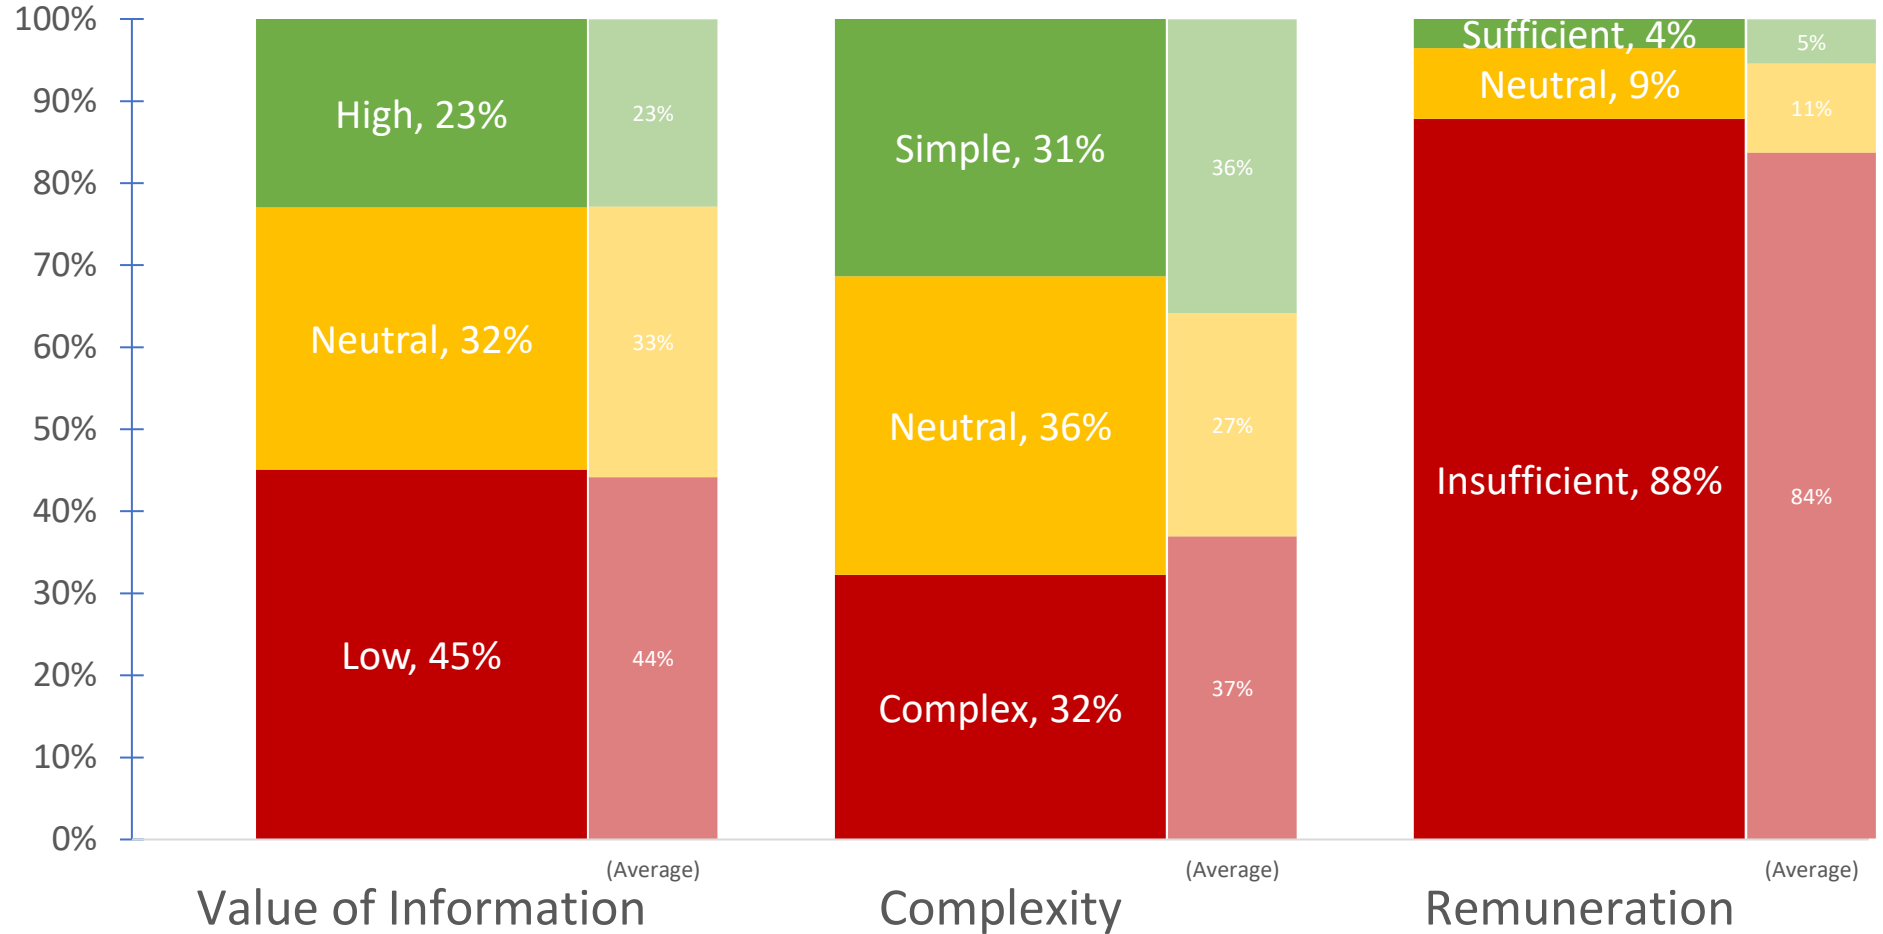 100%
90%
80%
70%
60%
50%
40%
30%
20%
10%
0%
High, 23%
Neutral, 32%
Low, 45%
23%
33%
44%
(Average)
Value of Information
Simple, 31%
Neutral, 36%
Complex, 32%
36%
27%
37%
(Average)
Complexity
Sufficient, 4%
Neutral, 9%
Insufficient, 88%
5%
11%
84%
(Average)
Remuneration